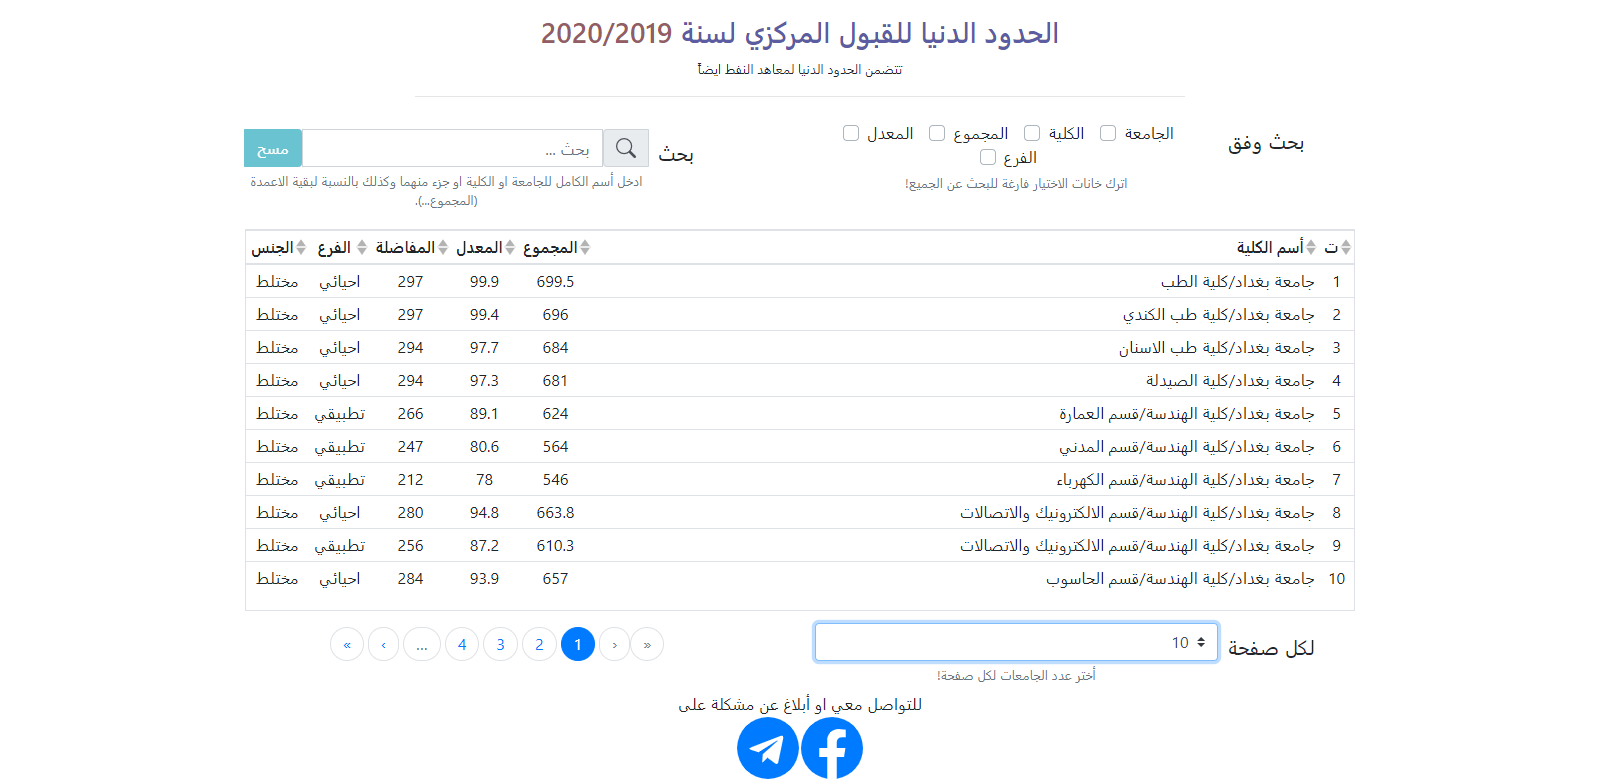 الحدود الدنيا للقبول المركزي لسنة 2020/2019
تتضمن الحدود الدنيا لمعاهد النفط ايضاً
بحث وفق
الجامعة الكلية المجموع المعدل
الفرع
اترك خانات الاختيار فارغة للبحث عن الجميع!
بحث بحث ... مسح
ادخل أسم الكامل للجامعة او الكلية او جزء منهما وكذلك بالنسبة لبقية الاعمدة
(المجموع...).
ت أسم الكلية المجموع المعدل المفاضلة الفرع الجنس
1 جامعة بغداد/كلية الطب 699.5 99.9 297 احيائي مختلط
2 جامعة بغداد/كلية طب الكندي 696 99.4 297 احيائي مختلط
3 جامعة بغداد/كلية طب الاسنان 684 97.7 294 احيائي مختلط
4 جامعة بغداد/كلية الصيدلة 681 97.3 294 احيائي مختلط
5 جامعة بغداد/كلية الهندسة/قسم العمارة 624 89.1 266 تطبيقي مختلط
6 جامعة بغداد/كلية الهندسة/قسم المدني 564 80.6 247 تطبيقي مختلط
7 جامعة بغداد/كلية الهندسة/قسم الكهرباء 546 78 212 تطبيقي مختلط
8 جامعة بغداد/كلية الهندسة/قسم الالكترونيك والاتصالات 663.8 94.8 280 احيائي مختلط
9 جامعة بغداد/كلية الهندسة/قسم الالكترونيك والاتصالات 610.3 87.2 256 تطبيقي مختلط
10 جامعة بغداد/كلية الهندسة/قسم الحاسوب 657 93.9 284 احيائي مختلط
لكل صفحة 10
أختر عدد الجامعات لكل صفحة!
« ‹ 1 2 3 4 ... › »
للتواصل معي او أبلاغ عن مشكلة على